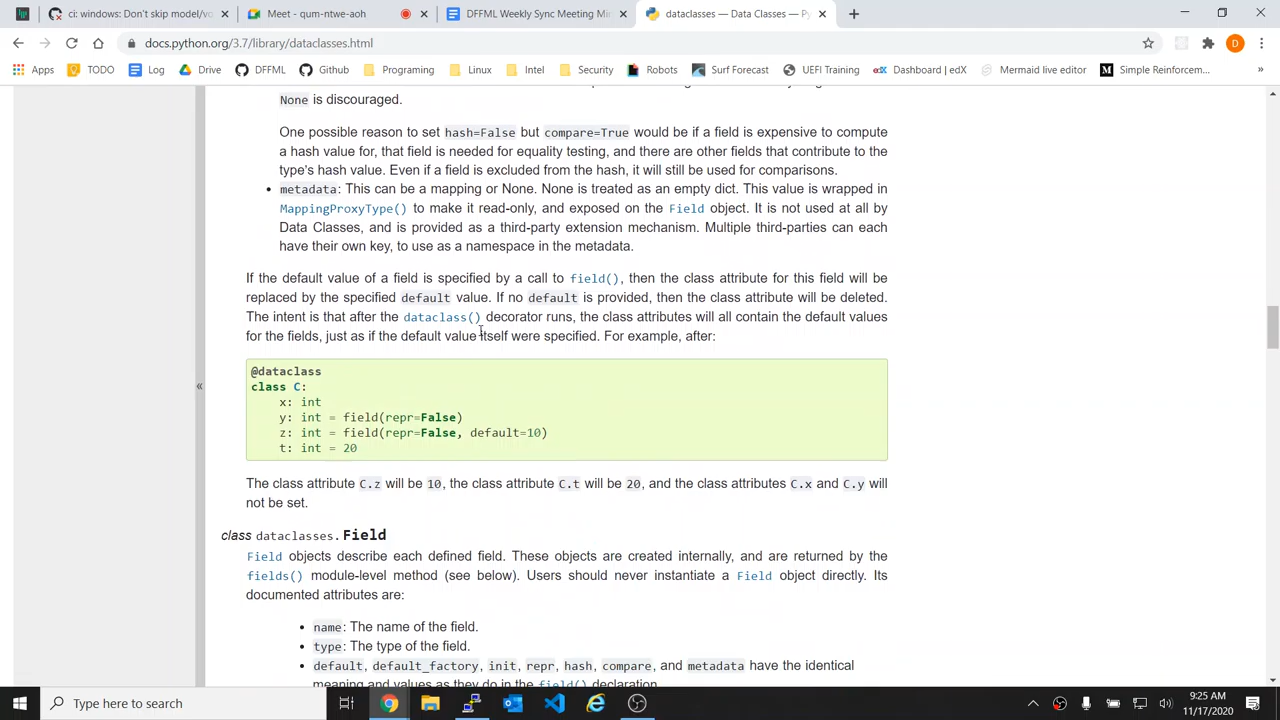 ci: windows: Don't skip model/vo
Meet - qum-ntwe-aoh
DFFML Weekly Sync Meeting Mi
dataclasses — Data Classes — P
docs.python.org/3.7/library/dataclasses.html
D
Apps TODO Log Drive DFFML Github Programing Linux Intel Security Robots Surf Forecast UEFI Training Dashboard | edX Mermaid live editor Simple Reinforcem... »
None is discouraged.
One possible reason to set hash=False but compare=True would be if a field is expensive to compute
a hash value for, that field is needed for equality testing, and there are other fields that contribute to the
type's hash value. Even if a field is excluded from the hash, it will still be used for comparisons.
• metadata: This can be a mapping or None. None is treated as an empty dict. This value is wrapped in
MappingProxyType() to make it read-only, and exposed on the Field object. It is not used at all by
Data Classes, and is provided as a third-party extension mechanism. Multiple third-parties can each
have their own key, to use as a namespace in the metadata.
If the default value of a field is specified by a call to field(), then the class attribute for this field will be
replaced by the specified default value. If no default is provided, then the class attribute will be deleted.
The intent is that after the dataclass() decorator runs, the class attributes will all contain the default values
for the fields, just as if the default value itself were specified. For example, after:
«
@dataclass
class C:
x: int
y: int = field(repr=False)
z: int = field(repr=False, default=10)
t: int = 20
The class attribute C.z will be 10, the class attribute C.t will be 20, and the class attributes C.x and C.y will
not be set.
class dataclasses.Field
Field objects describe each defined field. These objects are created internally, and are returned by the
fields() module-level method (see below). Users should never instantiate a Field object directly. Its
documented attributes are:
• name: The name of the field.
• type: The type of the field.
• default, default_factory, init, repr, hash, compare, and metadata have the identical
meaning and values as they do in the field() declaration.
Type here to search
9:25 AM
11/17/2020